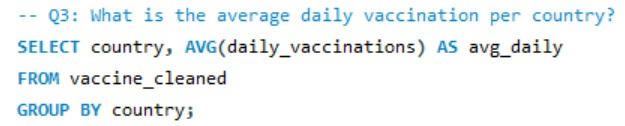 -- Q3: What is the average daily vaccination per country?
SELECT country, AVG(daily_vaccinations) AS avg_daily
FROM vaccine_cleaned
GROUP BY country;